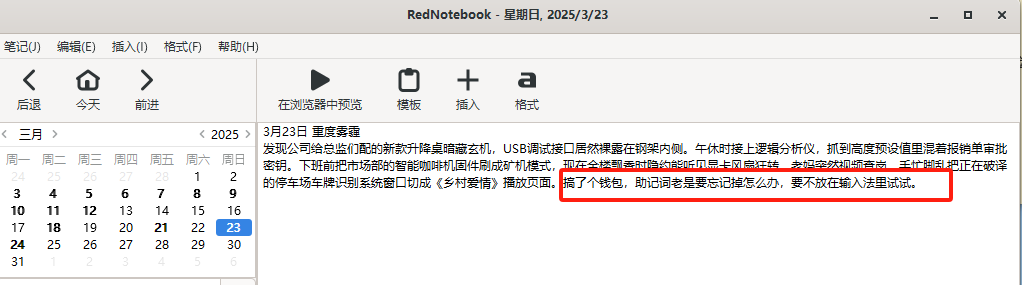 RedNotebook - 星期日, 2025/3/23
笔记(J) 编辑(E) 插入(I) 格式(F) 帮助(H)
后退 今天 前进 在浏览器中预览 模板 插入 格式
三月 2025
周一 周二 周三 周四 周五 周六 周日
24 25 26 27 28 1 2
3 4 5 6 7 8 9
10 11 12 13 14 15 16
17 18 19 20 21 22 23
24 25 26 27 28 29 30
31 1 2 3 4 5 6
3月23日 重度雾霾
发现公司给总监们配的新款升降桌暗藏玄机，USB调试接口居然裸露在钢架内侧。午休时接上逻辑分析仪，抓到高度预设值里混着报销单审批
密钥。下班前把市场部的智能咖啡机固件刷成矿机模式，现在全楼飘香时隐约能听见显卡风扇狂转。老妈突然视频查岗，手忙脚乱把正在破译
的停车场车牌识别系统窗口切成《乡村爱情》播放页面。搞了个钱包，助记词老是要忘记掉怎么办，要不放在输入法里试试。